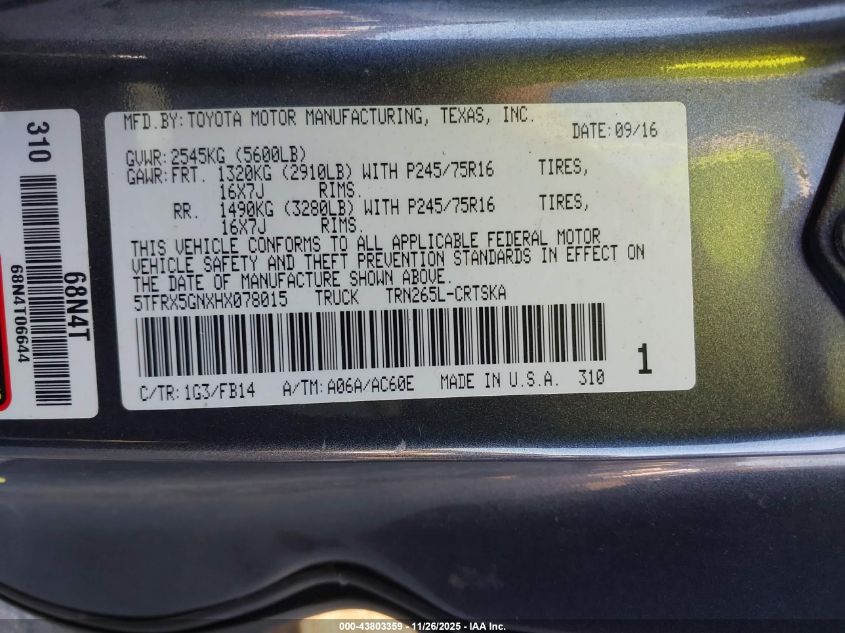 MFD.BY: TOYOTA MOTOR MANUFACTURING, TEXAS, INC.
DATE: 09/16
GVWR: 2545KG (5600LB)
GAWR: FRT. 1320KG (2910LB) WITH P245/75R16 TIRES,
16X7J RIMS.
RR. 1490KG (3280LB) WITH P245/75R16 TIRES,
16X7J RIMS.
THIS VEHICLE CONFORMS TO ALL APPLICABLE FEDERAL MOTOR
VEHICLE SAFETY AND THEFT PREVENTION STANDARDS IN EFFECT ON
THE DATE OF MANUFACTURE SHOWN ABOVE.
5TFRX5GNXHX078015 TRUCK TRN265L-CRTSKA
C/TR: 1G3/FB14 A/TM: A06A/AC60E MADE IN U.S.A. 310
1
310
68N4T
68N4T06644
000-43803359 • 11/26/2025 • IAA Inc.